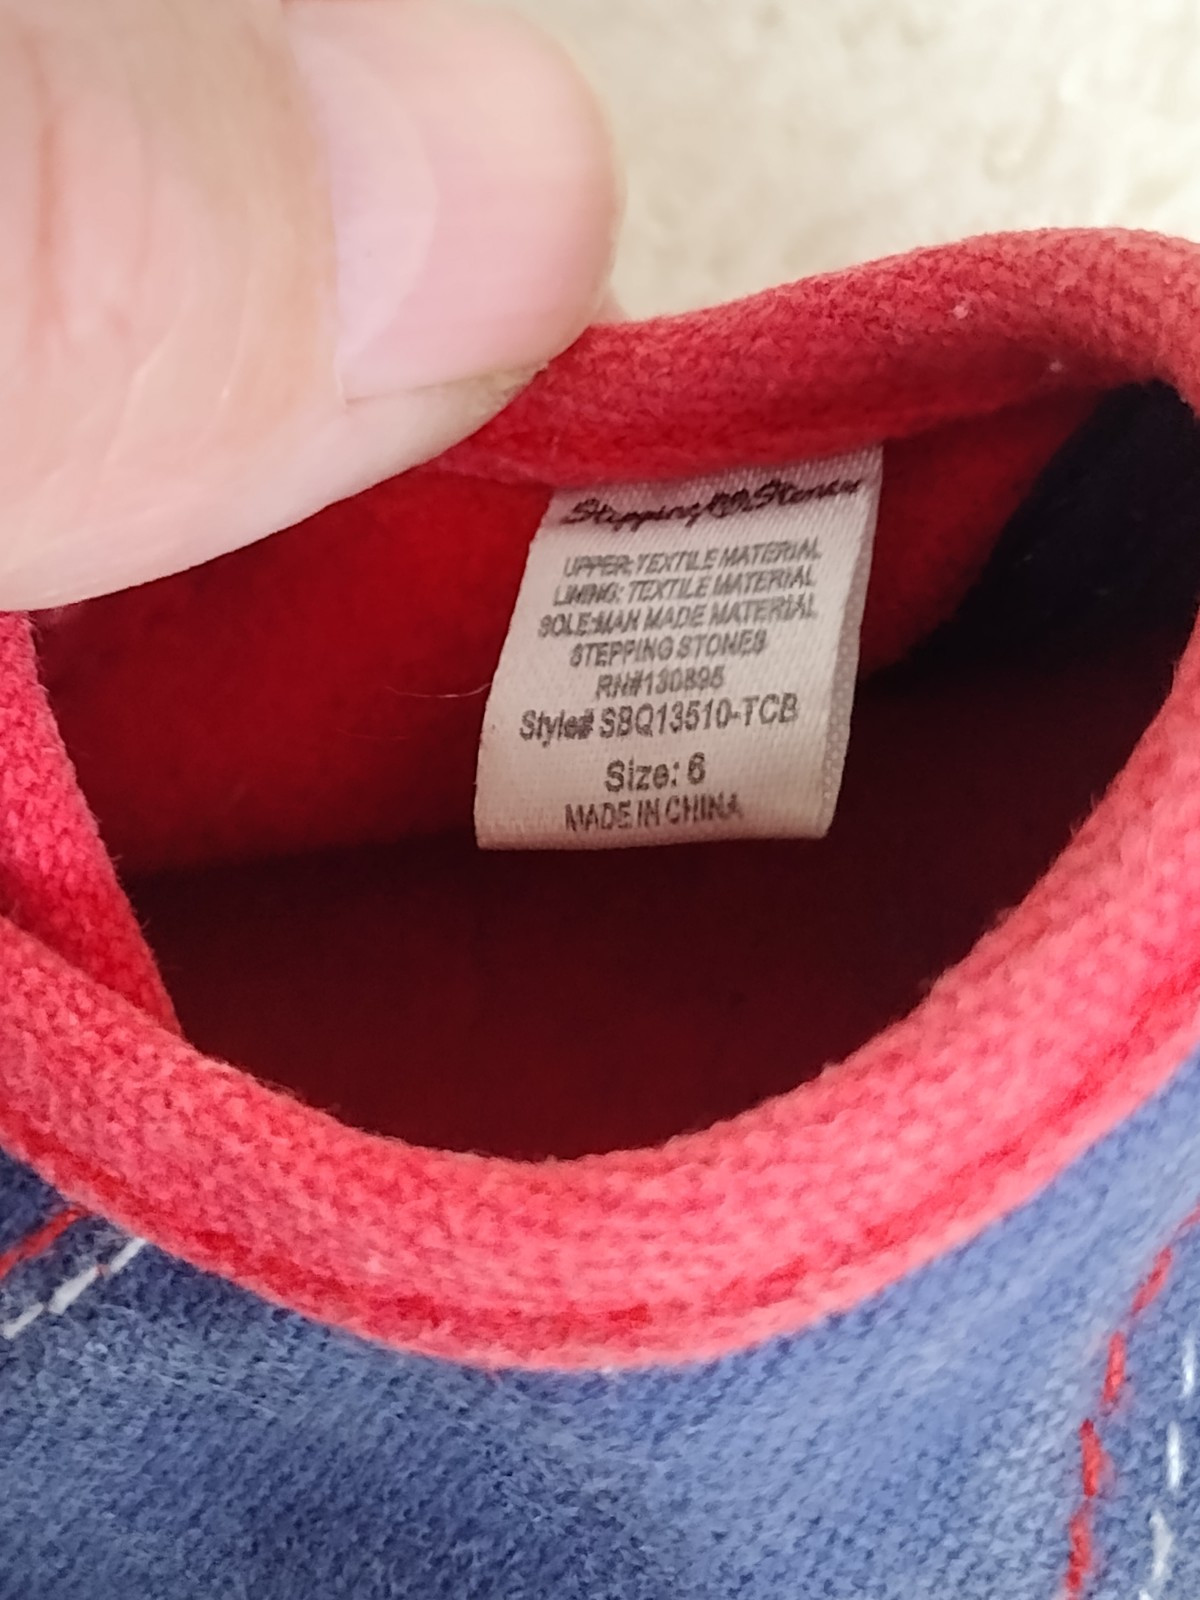 Stepping Stones
UPPER:TEXTILE MATERIAL
LINING: TEXTILE MATERIAL
SOLE:MAN MADE MATERIAL
STEPPING STONES
RN#130895
Style# SBQ13510-TCB
Size: 6
MADE IN CHINA